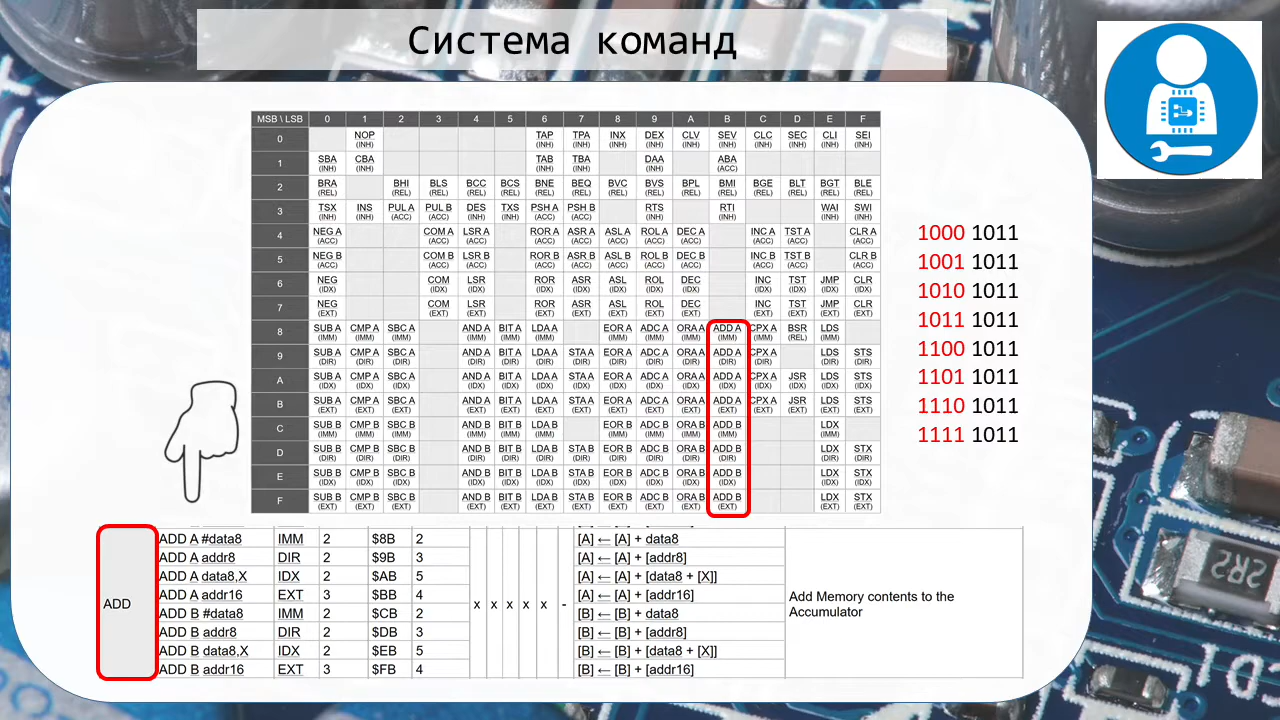 Система команд
MSB \ LSB 0 1 2 3 4 5 6 7 8 9 A B C D E F
0 NOP TAP TPA INX DEX CLV SEV CLC SEC CLI SEI
(INH) (INH) (INH) (INH) (INH) (INH) (INH) (INH) (INH) (INH) (INH)
1 SBA CBA TAB TBA DAA ABA
(INH) (INH) (INH) (INH) (INH) (ACC)
2 BRA BHI BLS BCC BCS BNE BEQ BVC BVS BPL BMI BGE BLT BGT BLE
(REL) (REL) (REL) (REL) (REL) (REL) (REL) (REL) (REL) (REL) (REL) (REL) (REL) (REL) (REL)
3 TSX INS PUL A PUL B DES TXS PSH A PSH B RTS RTI WAI SWI
(INH) (INH) (ACC) (ACC) (INH) (INH) (ACC) (ACC) (INH) (INH) (INH) (INH)
4 NEG A COM A LSR A ROR A ASR A ASL A ROL A DEC A INC A TST A CLR A
(ACC) (ACC) (ACC) (ACC) (ACC) (ACC) (ACC) (ACC) (ACC) (ACC) (ACC)
5 NEG B COM B LSR B ROR B ASR B ASL B ROL B DEC B INC B TST B CLR B
(ACC) (ACC) (ACC) (ACC) (ACC) (ACC) (ACC) (ACC) (ACC) (ACC) (ACC)
6 NEG COM LSR ROR ASR ASL ROL DEC INC TST JMP CLR
(IDX) (IDX) (IDX) (IDX) (IDX) (IDX) (IDX) (IDX) (IDX) (IDX) (IDX) (IDX)
7 NEG COM LSR ROR ASR ASL ROL DEC INC TST JMP CLR
(EXT) (EXT) (EXT) (EXT) (EXT) (EXT) (EXT) (EXT) (EXT) (EXT) (EXT) (EXT)
8 SUB A CMP A SBC A AND A BIT A LDA A EOR A ADC A ORA A ADD A CPX A BSR LDS
(IMM) (IMM) (IMM) (IMM) (IMM) (IMM) (IMM) (IMM) (IMM) (IMM) (IMM) (REL) (IMM)
9 SUB A CMP A SBC A AND A BIT A LDA A STA A EOR A ADC A ORA A ADD A CPX A LDS STS
(DIR) (DIR) (DIR) (DIR) (DIR) (DIR) (DIR) (DIR) (DIR) (DIR) (DIR) (DIR) (DIR) (DIR)
A SUB A CMP A SBC A AND A BIT A LDA A STA A EOR A ADC A ORA A ADD A CPX A JSR LDS STS
(IDX) (IDX) (IDX) (IDX) (IDX) (IDX) (IDX) (IDX) (IDX) (IDX) (IDX) (IDX) (IDX) (IDX) (IDX)
B SUB A CMP A SBC A AND A BIT A LDA A STA A EOR A ADC A ORA A ADD A CPX A JSR LDS STS
(EXT) (EXT) (EXT) (EXT) (EXT) (EXT) (EXT) (EXT) (EXT) (EXT) (EXT) (EXT) (EXT) (EXT) (EXT)
C SUB B CMP B SBC B AND B BIT B LDA B EOR B ADC B ORA B ADD B LDX
(IMM) (IMM) (IMM) (IMM) (IMM) (IMM) (IMM) (IMM) (IMM) (IMM) (IMM)
D SUB B CMP B SBC B AND B BIT B LDA B STA B EOR B ADC B ORA B ADD B LDX STX
(DIR) (DIR) (DIR) (DIR) (DIR) (DIR) (DIR) (DIR) (DIR) (DIR) (DIR) (DIR) (DIR)
E SUB B CMP B SBC B AND B BIT B LDA B STA B EOR B ADC B ORA B ADD B LDX STX
(IDX) (IDX) (IDX) (IDX) (IDX) (IDX) (IDX) (IDX) (IDX) (IDX) (IDX) (IDX) (IDX)
F SUB B CMP B SBC B AND B BIT B LDA B STA B EOR B ADC B ORA B ADD B LDX STX
(EXT) (EXT) (EXT) (EXT) (EXT) (EXT) (EXT) (EXT) (EXT) (EXT) (EXT) (EXT) (EXT)
1000 1011
1001 1011
1010 1011
1011 1011
1100 1011
1101 1011
1110 1011
1111 1011
ADD
ADD A #data8 IMM 2 $8B 2 [A] ← [A] + data8
ADD A addr8 DIR 2 $9B 3 [A] ← [A] + [addr8]
ADD A data8,X IDX 2 $AB 5 [A] ← [A] + [data8 + [X]]
ADD A addr16 EXT 3 $BB 4 [A] ← [A] + [addr16]
ADD B #data8 IMM 2 $CB 2 [B] ← [B] + data8
ADD B addr8 DIR 2 $DB 3 [B] ← [B] + [addr8]
ADD B data8,X IDX 2 $EB 5 [B] ← [B] + [data8 + [X]]
ADD B addr16 EXT 3 $FB 4 [B] ← [B] + [addr16]
x x x x x -
Add Memory contents to the
Accumulator
2R2